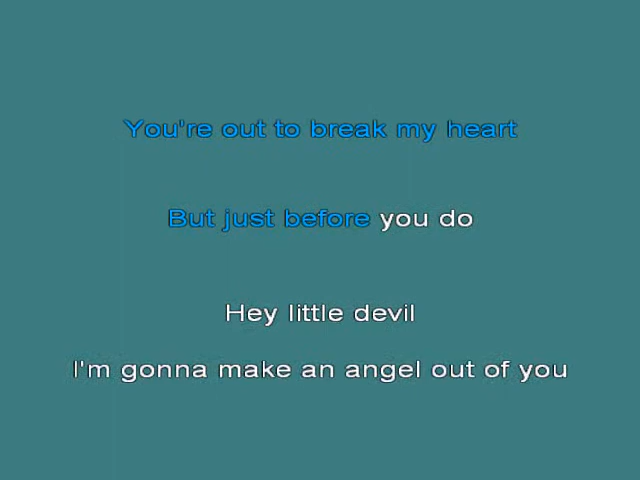 You're out to break my heart
But just before you do
Hey little devil
I'm gonna make an angel out of you